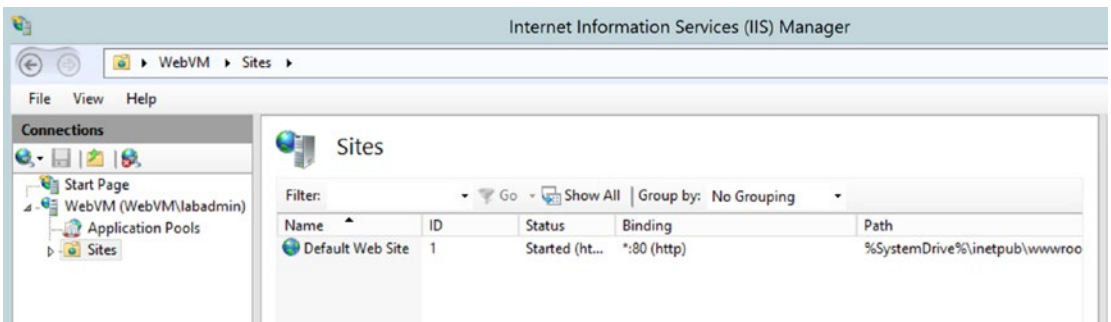 Internet Information Services (IIS) Manager
WebVM Sites
File View Help
Connections
Start Page
WebVM (WebVM\labadmin)
Application Pools
Sites
Sites
Filter: Go Show All Group by: No Grouping
Name ID Status Binding Path
Default Web Site 1 Started (ht... *:80 (http) %SystemDrive%\inetpub\wwwroo